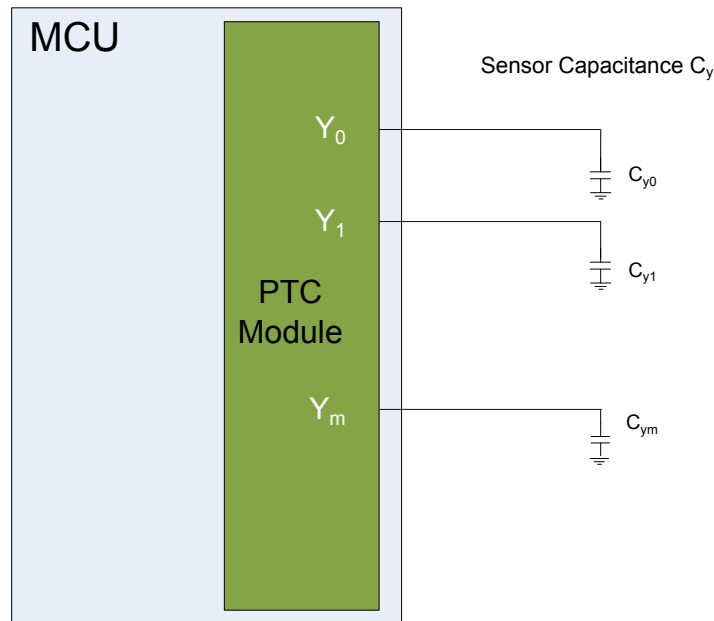 MCU
Sensor Capacitance Cy
Y0
Cy0
Y1
Cy1
PTC
Module
Ym
Cym